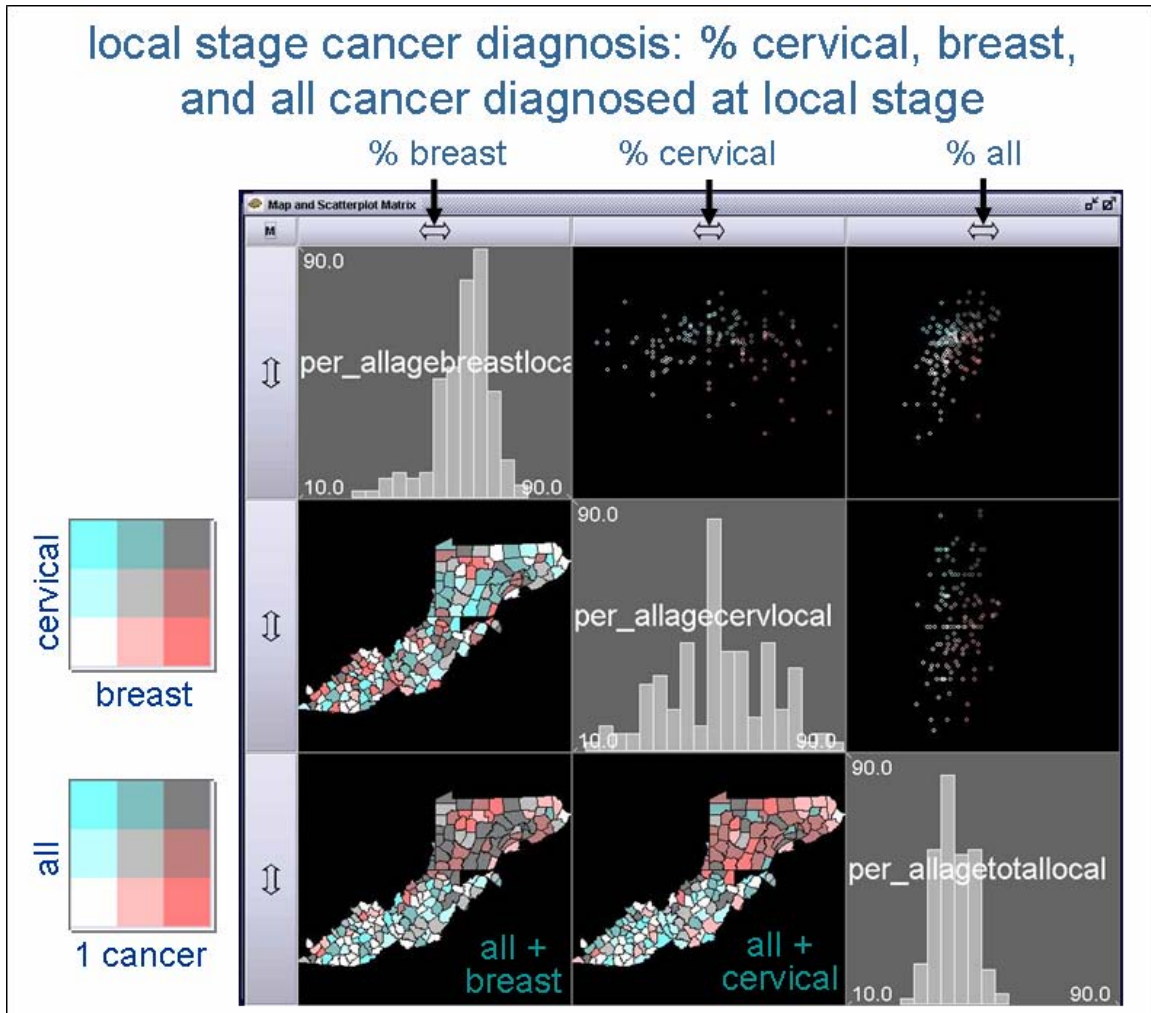 local stage cancer diagnosis: % cervical, breast,
and all cancer diagnosed at local stage
% breast
% cervical
% all
Map and Scatterplot Matrix
M
90.0
per_allagebreastloca
10.0
90.0
cervical
breast
90.0
per_allagecervlocal
10.0
90.0
all
1 cancer
all +
breast
all +
cervical
90.0
per_allagetotallocal
10.0
90.0